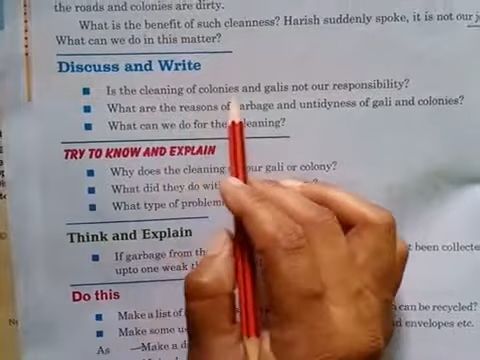 the roads and colonies are dirty.
What is the benefit of such cleanness? Harish suddenly spoke, it is not our
What can we do in this matter?
Discuss and Write
Is the cleaning of colonies and galis not our responsibility?
What are the reasons of garbage and untidyness of gali and colonies?
What can we do for the cleaning?
TRY TO KNOW AND EXPLAIN
Why does the cleaning our gali or colony?
What did they do
What type of
Think and Explain
If garbage from
t been collecte
upto one weak
Do this
Make a list of can be recycled?
Make some envelopes etc.
As —Make a